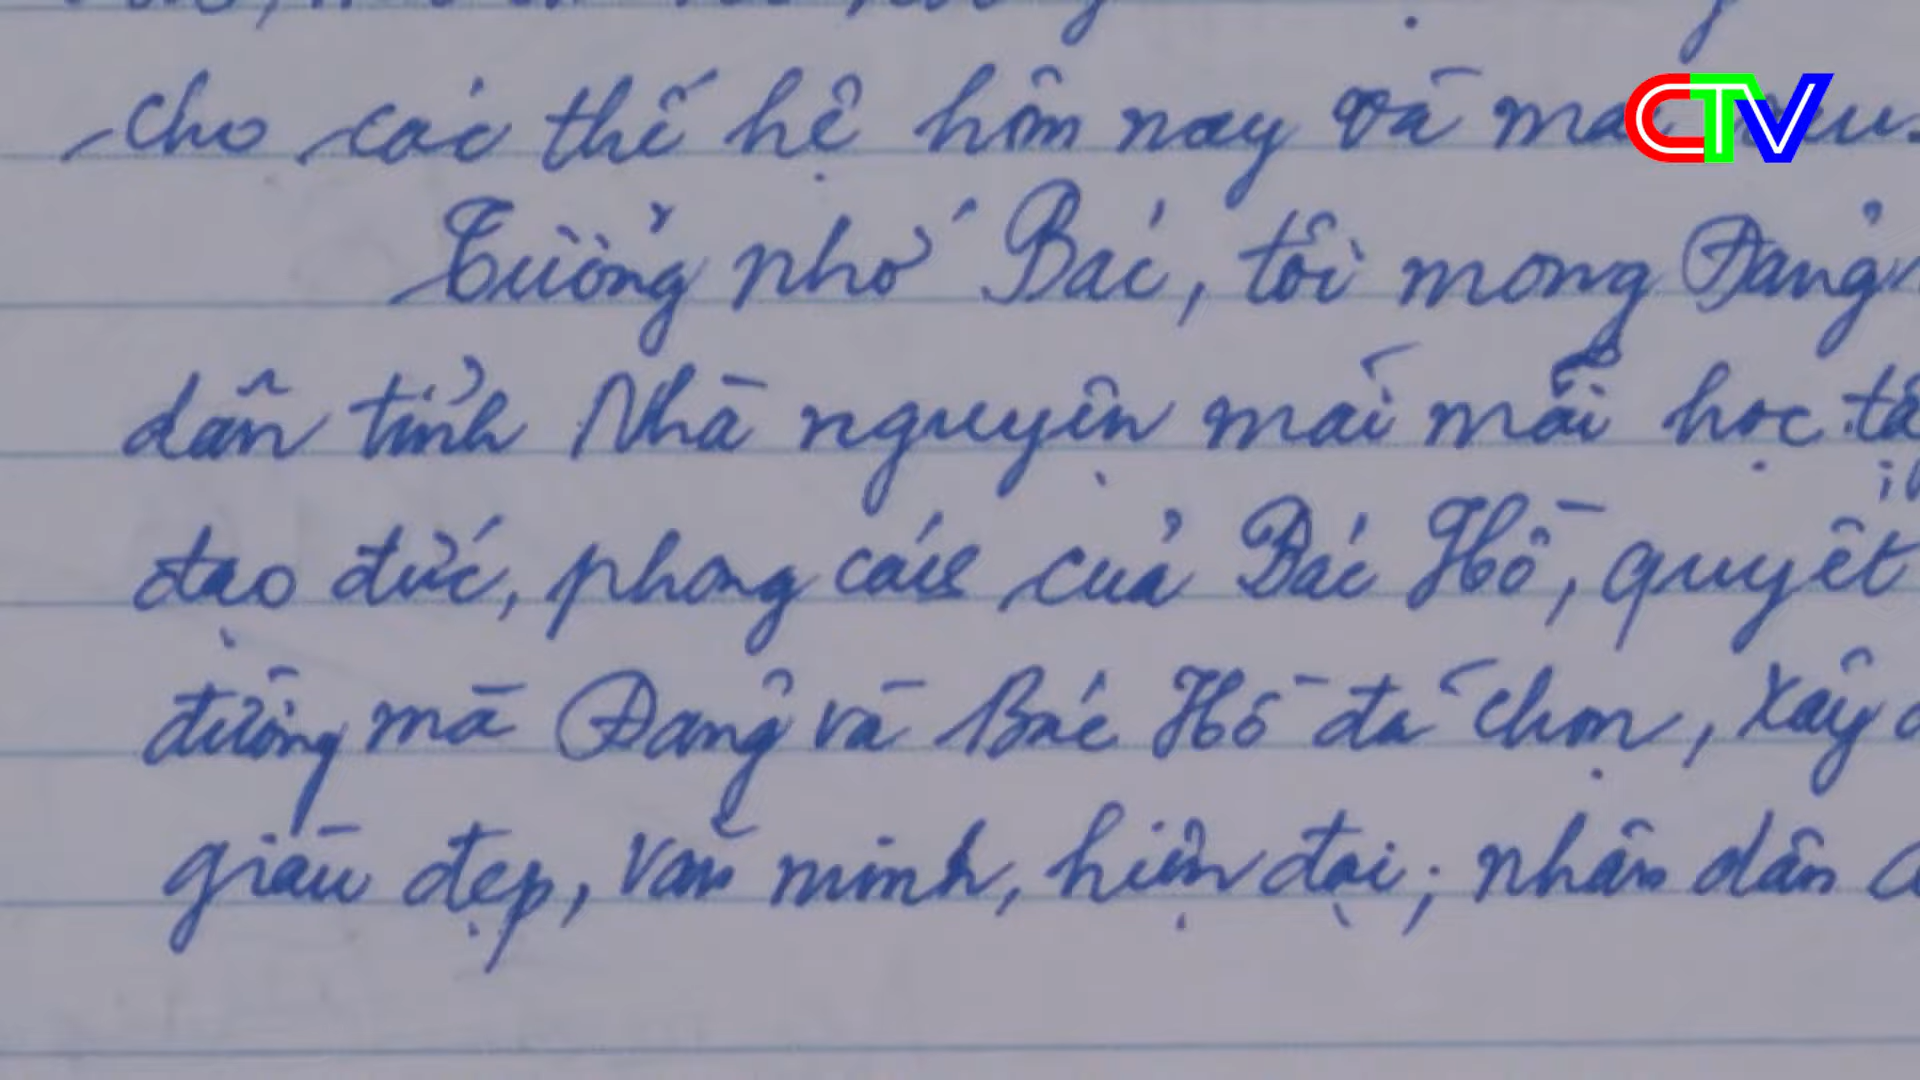 cho các thế hệ hôm nay và mai sau.
CTV
Tưởng nhớ Bác, tôi mong Đảng
dân tỉnh Nhà nguyện mãi mãi học
đạo đức, phong cách của Bác Hồ, quyết
đường mà Đảng và Bác Hồ đã chọn, xây
giàu đẹp, văn minh, hiện đại; nhân dân